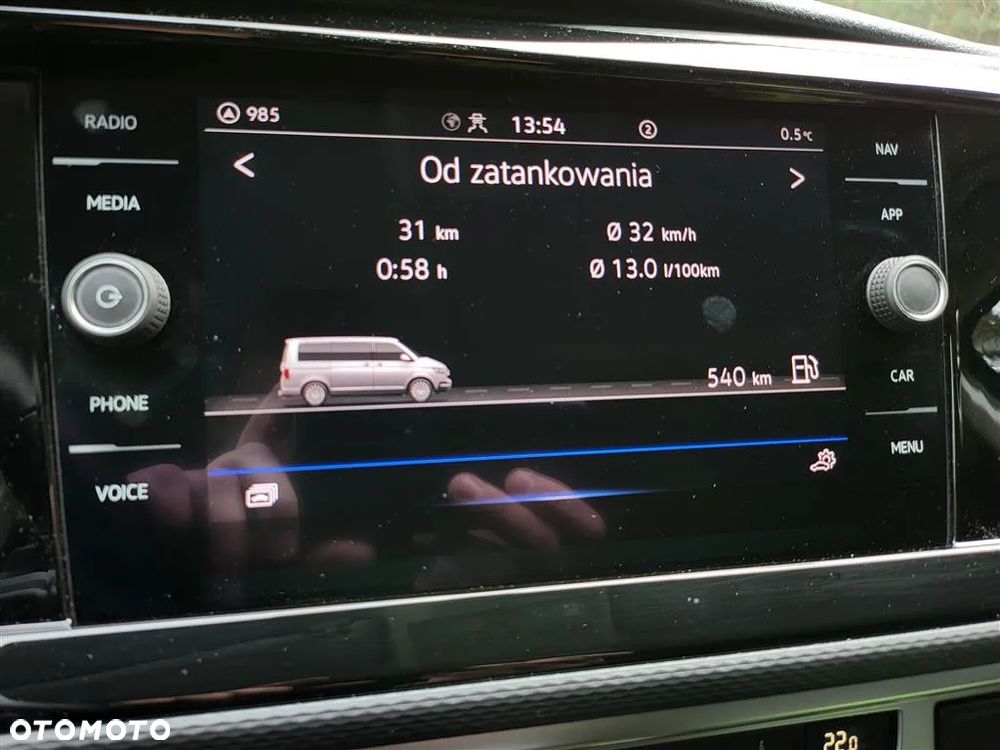 RADIO
MEDIA
PHONE
VOICE
985
13:54
2
0.5°C
< Od zatankowania >
31 km
Ø 32 km/h
0:58 h
Ø 13.0 l/100km
540 km
NAV
APP
CAR
MENU
22.0
OTOMOTO